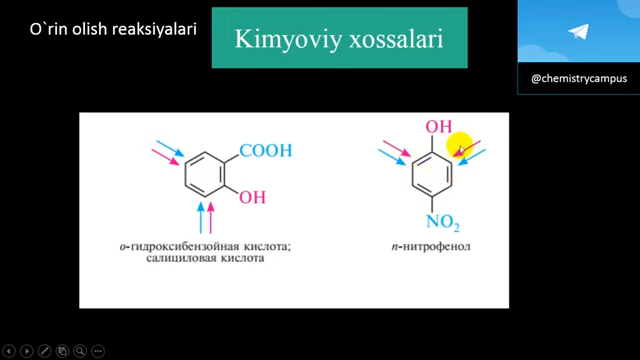 O`rin olish reaksiyalari
Kimyoviy xossalari
@chemistrycampus
COOH
OH
о-гидроксибензойная кислота;
салициловая кислота
OH
NO₂
п-нитрофенол